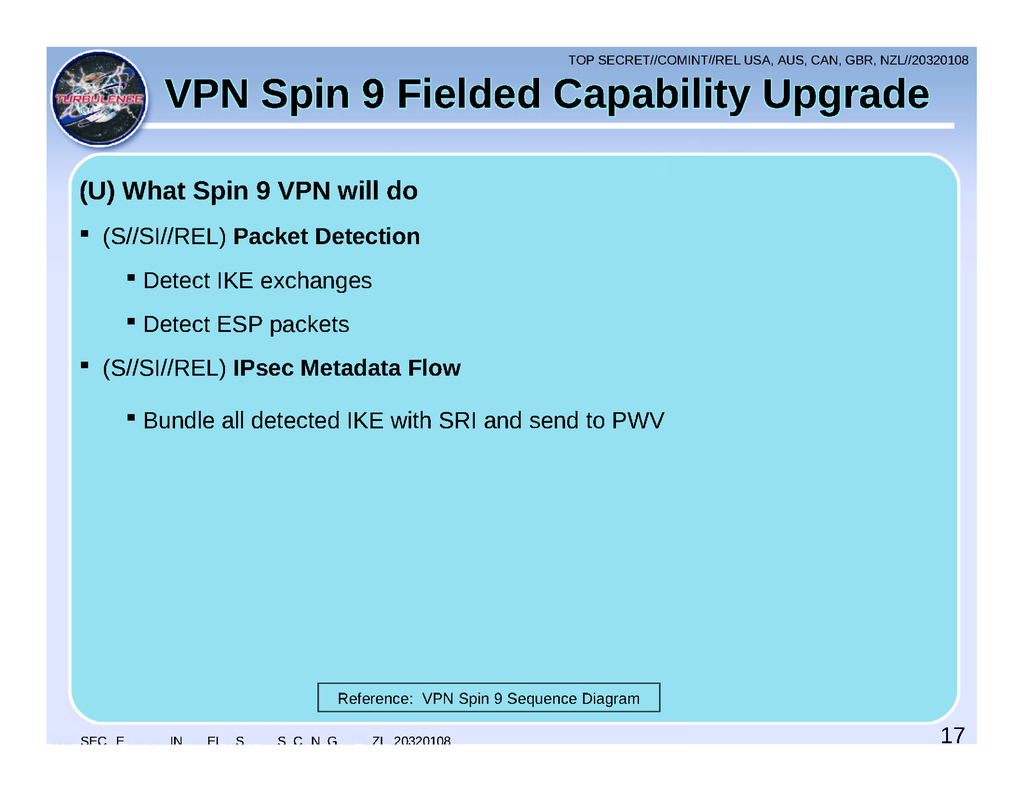 TOP SECRET//COMINT//REL USA, AUS, CAN, GBR, NZL//20320108
TURBULENCE
VPN Spin 9 Fielded Capability Upgrade
(U) What Spin 9 VPN will do
▪ (S//SI//REL) Packet Detection
▪ Detect IKE exchanges
▪ Detect ESP packets
▪ (S//SI//REL) IPsec Metadata Flow
▪ Bundle all detected IKE with SRI and send to PWV
Reference: VPN Spin 9 Sequence Diagram
20320108
17